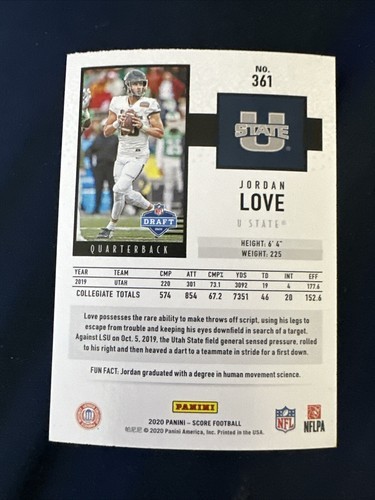 NO.
361
U
STATE
JORDAN
LOVE
U STATE®
NFL
DRAFT
2020
QUARTERBACK
HEIGHT: 6' 4"
WEIGHT: 225
YEAR TEAM CMP ATT CMP% YDS TD INT EFF
2019 UTAH 220 301 73.1 3092 19 4 177.6
COLLEGIATE TOTALS 574 854 67.2 7351 46 20 152.6
Love possesses the rare ability to make throws off script, using his legs to
escape from trouble and keeping his eyes downfield in search of a target.
Against LSU on Oct. 5, 2019, the Utah State field general sensed pressure, rolled
to his right and then heaved a dart to a teammate in stride for a first down.
FUN FACT: Jordan graduated with a degree in human movement science.
PANINI
NFL
NFLPA
2020 PANINI – SCORE FOOTBALL
© 2020 Panini America, Inc. Printed in the USA.